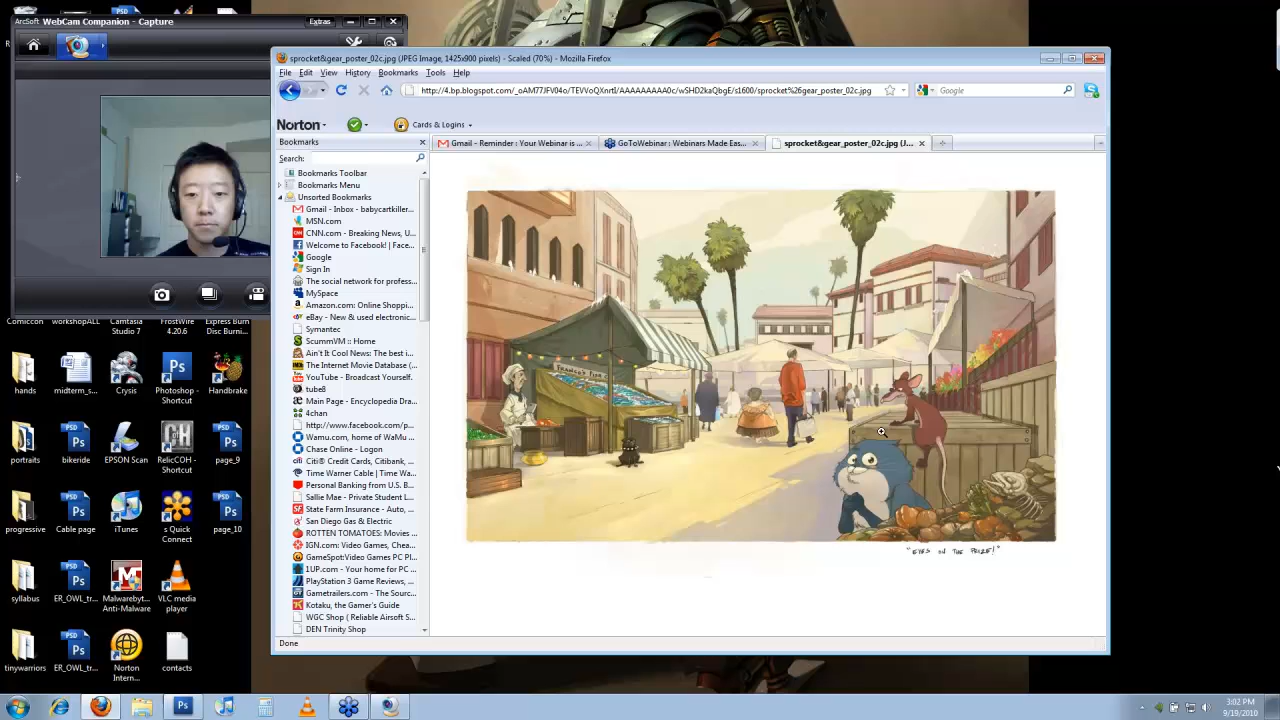 ArcSoft WebCam Companion - Capture
Extras
sprocket&gear_poster_02c.jpg (JPEG Image, 1425x900 pixels) - Scaled (70%) - Mozilla Firefox
File Edit View History Bookmarks Tools Help
http://4.bp.blogspot.com/_oAM77JFV04o/TEVVoQXnrtI/AAAAAAAAA0c/wSHD2kaQbgE/s1600/sprocket%26gear_poster_02c.jpg
Google
Norton
Cards & Logins
Bookmarks
Gmail - Reminder : Your Webinar is ...
GoToWebinar : Webinars Made Eas...
sprocket&gear_poster_02c.jpg (J...
Search:
Bookmarks Toolbar
Bookmarks Menu
Unsorted Bookmarks
Gmail - Inbox - babycartkiller...
MSN.com
CNN.com - Breaking News, U...
Welcome to Facebook! | Face...
Google
Sign In
The social network for profess...
MySpace
Amazon.com: Online Shoppi...
eBay - New & used electronic...
Symantec
ScummVM :: Home
Ain't It Cool News: The best i...
The Internet Movie Database (...
YouTube - Broadcast Yourself.
tube8
Main Page - Encyclopedia Dra...
4chan
http://www.facebook.com/p...
Wamu.com, home of WaMu ...
Chase Online - Logon
Citi® Credit Cards, Citibank, ...
Time Warner Cable | Time Wa...
Personal Banking from U.S. B...
Sallie Mae - Private Student L...
State Farm Insurance - Auto, ...
San Diego Gas & Electric
ROTTEN TOMATOES: Movies ...
IGN.com: Video Games, Chea...
GameSpot:Video Games PC Pl...
1UP.com - Your home for PC ...
PlayStation 3 Game Reviews, ...
Gametrailers.com - The Sourc...
Kotaku, the Gamer's Guide
WGC Shop ( Reliable Airsoft S...
DEN Trinity Shop
"EYES ON THE PRIZE!"
Done
Comiccon
workshopALL
Camtasia Studio 7
FrostWire 4.20.6
Express Burn Disc Burni...
hands
midterm_s...
Crysis
Photoshop - Shortcut
Handbrake
portraits
bikeride
EPSON Scan
RelicCOH - Shortcut
page_9
progressive
Cable page
iTunes
s Quick Connect
page_10
syllabus
ER_OWL_tr...
Malwarebyt... Anti-Malware
VLC media player
tinywarriors
ER_OWL_tr...
Norton Intern...
contacts
3:02 PM
9/19/2010